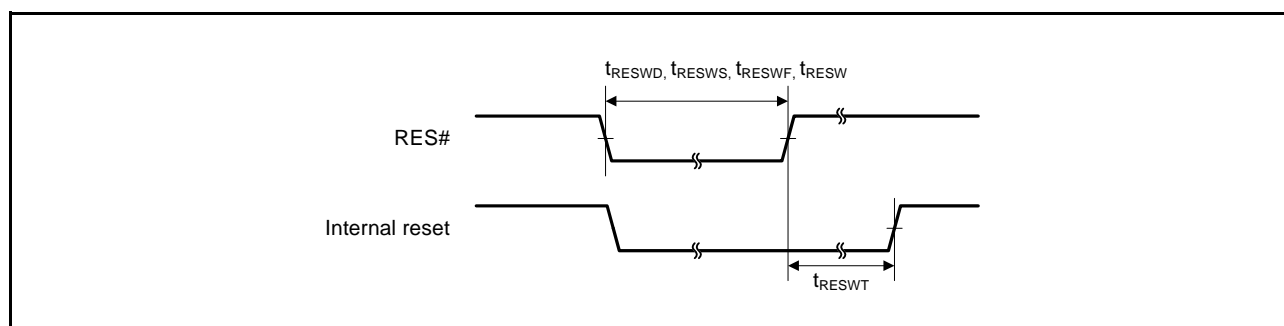 tRESWD, tRESWS, tRESWF, tRESW
RES#
Internal reset
tRESWT